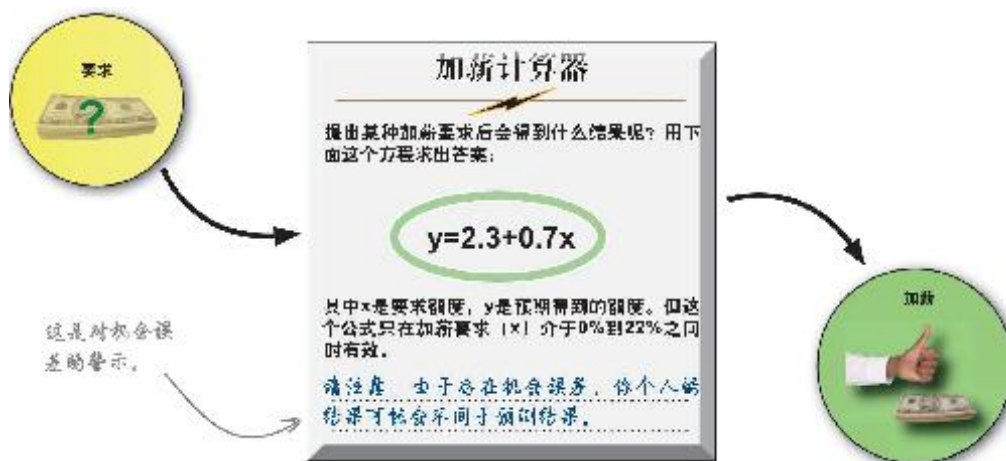 要求
加薪计算器
提出某种加薪要求后会得到什么结果呢？用下
面这个方程求出答案：
y=2.3+0.7x
其中x是要求额度，y是预期得到的额度。但这
个公式只在加薪要求（x）介于0%到22%之间
时有效。
请注意 由于存在机会误差，你个人的
结果可能会不同于预测结果。
这是对机会误
差的警示。
加薪